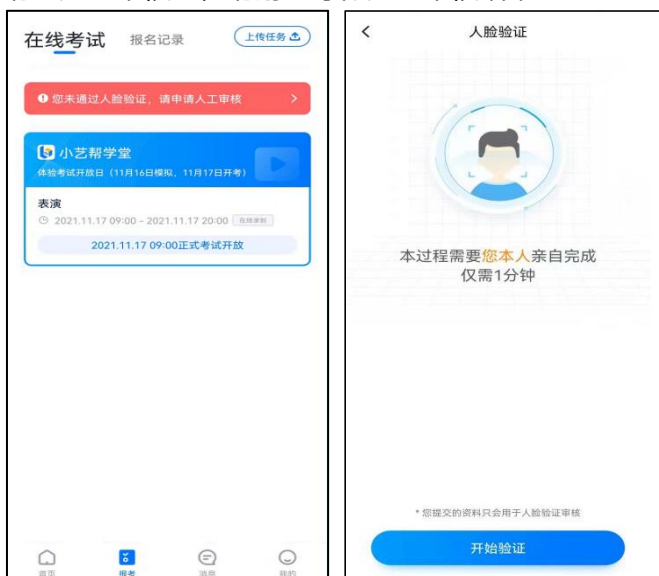 在线考试
报名记录
上传任务
您未通过人脸验证，请申请人工审核
小艺帮学堂
体验考试开放日（11月16日模拟，11月17日开考）
表演
2021.11.17 09:00 - 2021.11.17 20:00
2021.11.17 09:00正式考试开放
首页
报考
消息
我的
人脸验证
本过程需要您本人亲自完成
仅需1分钟
*您提交的资料只会用于人脸验证审核
开始验证